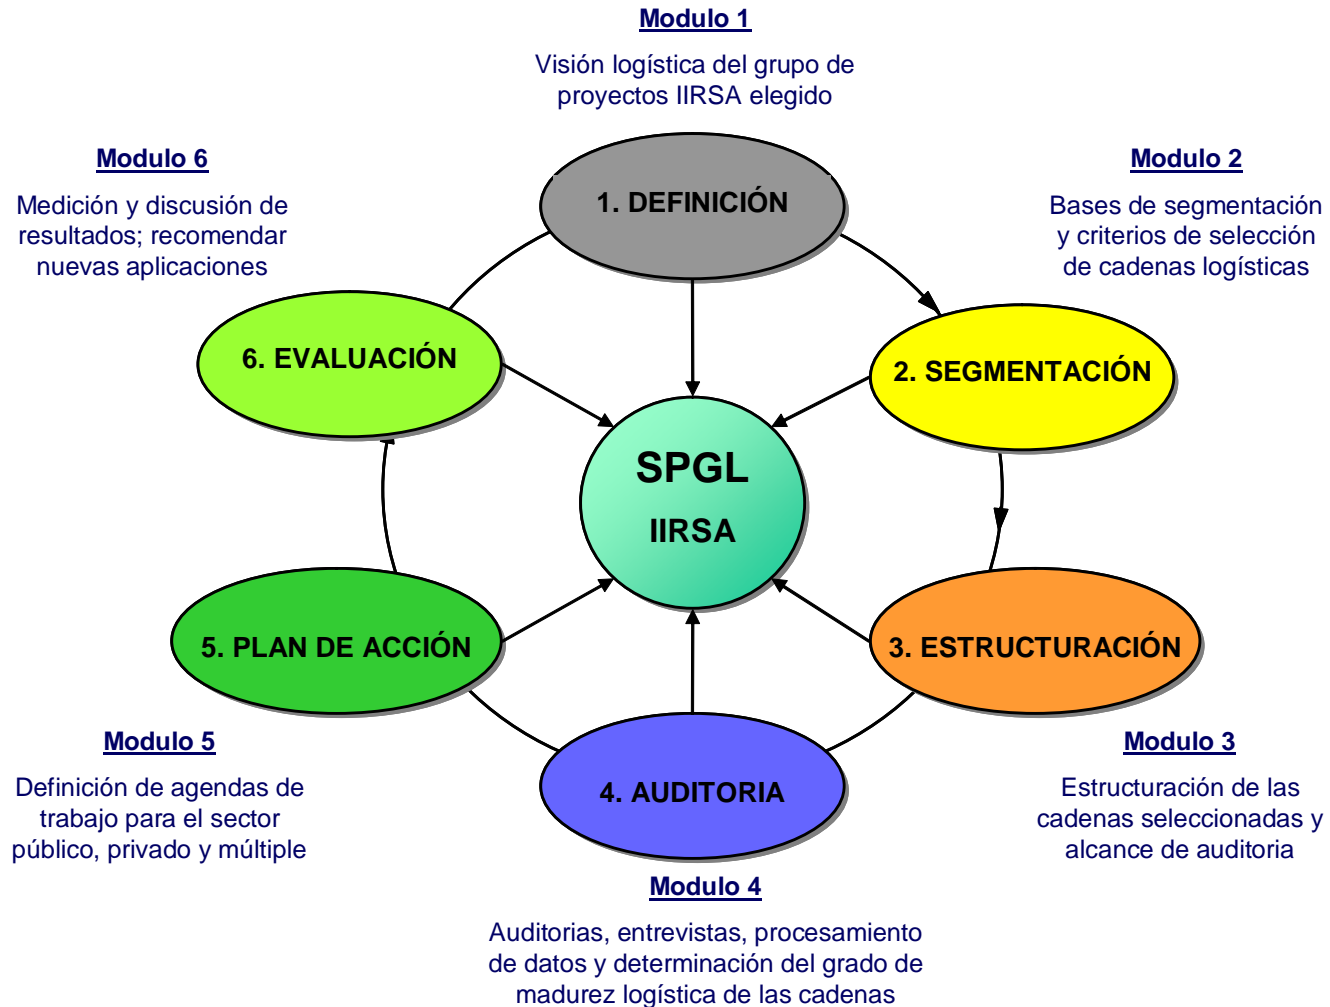 Modulo 1
Visión logística del grupo de
proyectos IIRSA elegido
Modulo 6
Medición y discusión de
resultados; recomendar
nuevas aplicaciones
Modulo 2
Bases de segmentación
y criterios de selección
de cadenas logísticas
1. DEFINICIÓN
6. EVALUACIÓN
2. SEGMENTACIÓN
SPGL
IIRSA
5. PLAN DE ACCIÓN
3. ESTRUCTURACIÓN
4. AUDITORIA
Modulo 5
Definición de agendas de
trabajo para el sector
público, privado y múltiple
Modulo 3
Estructuración de las
cadenas seleccionadas y
alcance de auditoria
Modulo 4
Auditorias, entrevistas, procesamiento
de datos y determinación del grado de
madurez logística de las cadenas